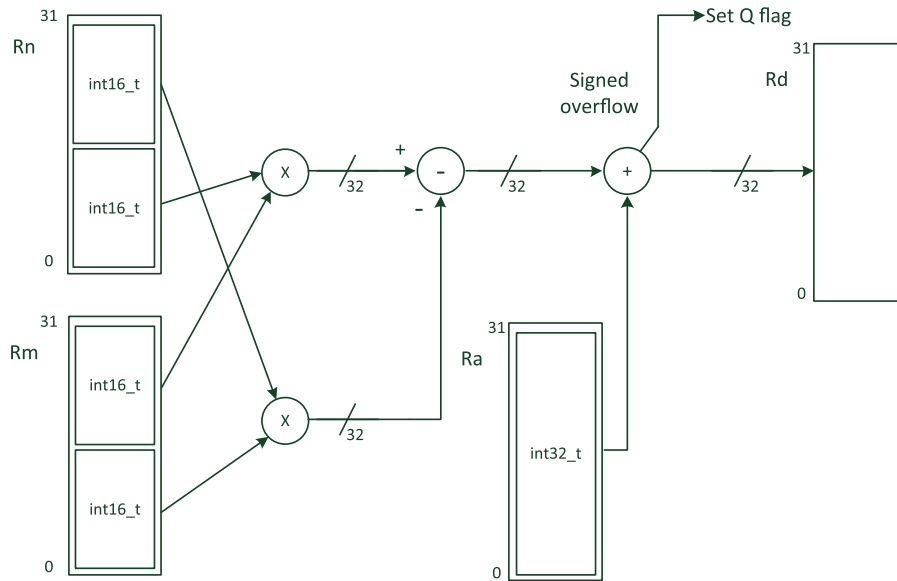 31
Rn
int16_t
int16_t
0
31
Rm
int16_t
int16_t
0
X
X
32
32
+
-
-
32
Signed
overflow
Set Q flag
+
32
31
Ra
int32_t
0
31
Rd
0